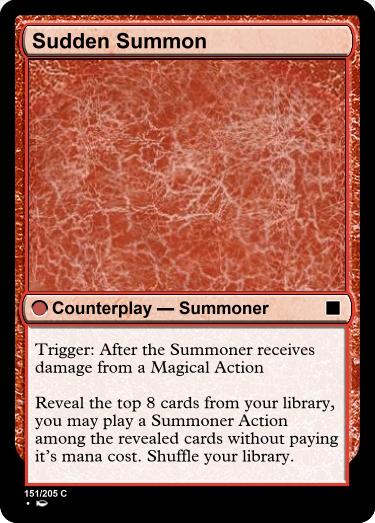 Sudden Summon
Counterplay — Summoner
Trigger: After the Summoner receives
damage from a Magical Action
Reveal the top 8 cards from your library,
you may play a Summoner Action
among the revealed cards without paying
it's mana cost. Shuffle your library.
151/205 C